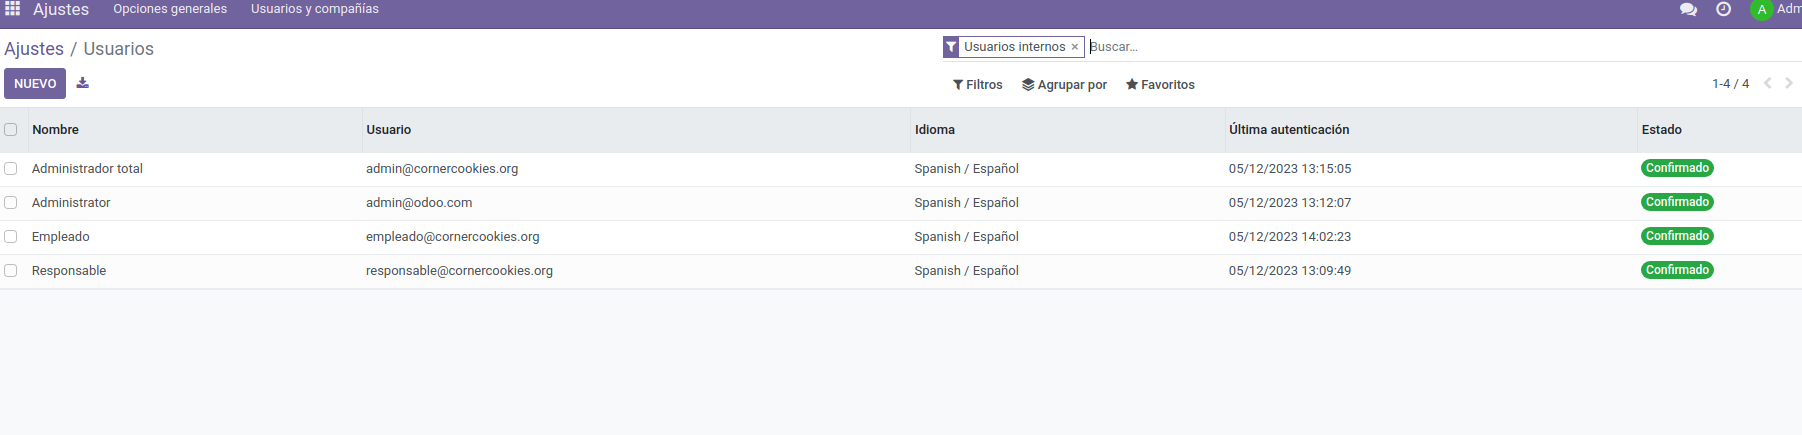 Ajustes Opciones generales Usuarios y compañías A Adm
Ajustes / Usuarios Usuarios internos × Buscar...
NUEVO Filtros Agrupar por Favoritos 1-4 / 4
Nombre Usuario Idioma Última autenticación Estado
Administrador total admin@cornercookies.org Spanish / Español 05/12/2023 13:15:05 Confirmado
Administrator admin@odoo.com Spanish / Español 05/12/2023 13:12:07 Confirmado
Empleado empleado@cornercookies.org Spanish / Español 05/12/2023 14:02:23 Confirmado
Responsable responsable@cornercookies.org Spanish / Español 05/12/2023 13:09:49 Confirmado